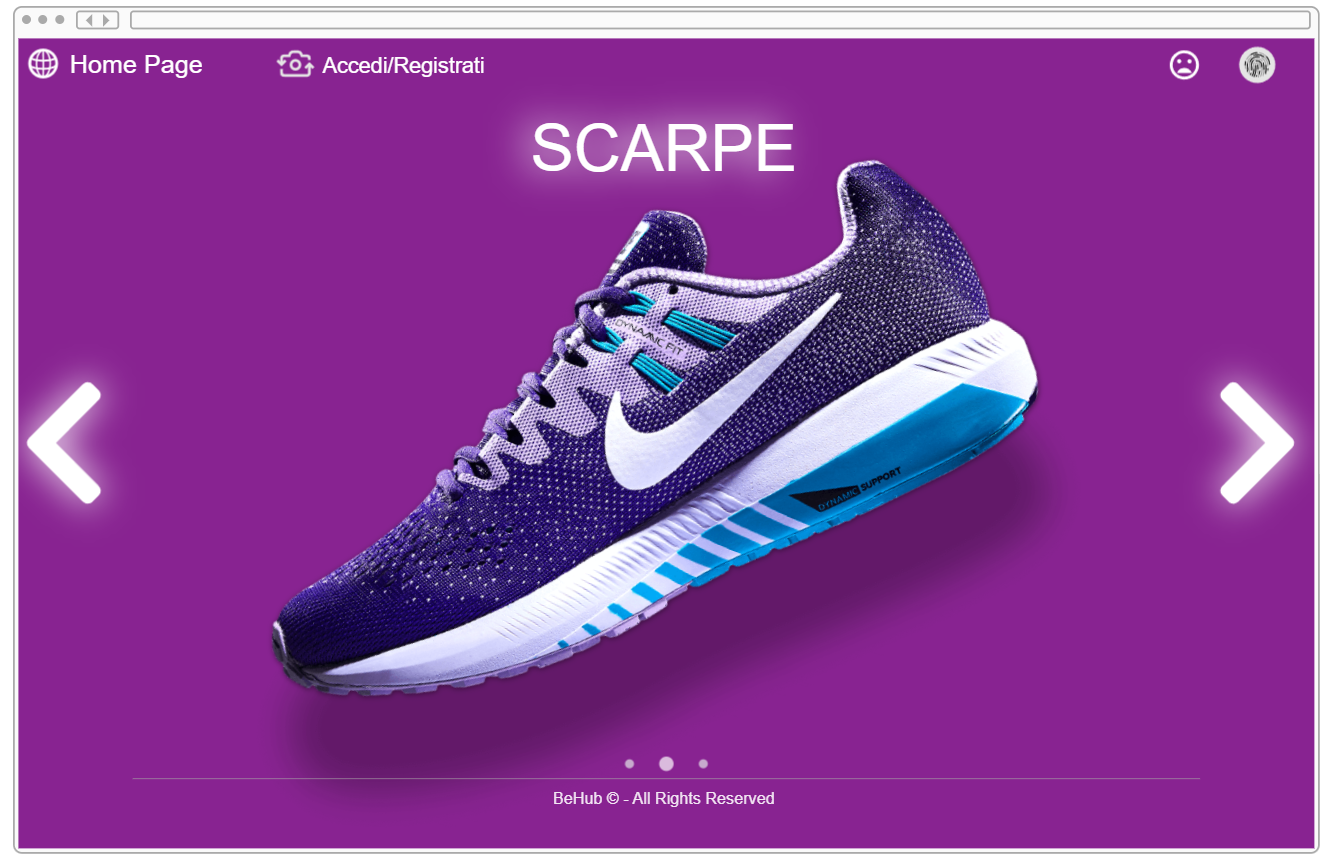 Home Page
Accedi/Registrati
SCARPE
DYNAMIC FIT
DYNAMIC SUPPORT
BeHub © - All Rights Reserved